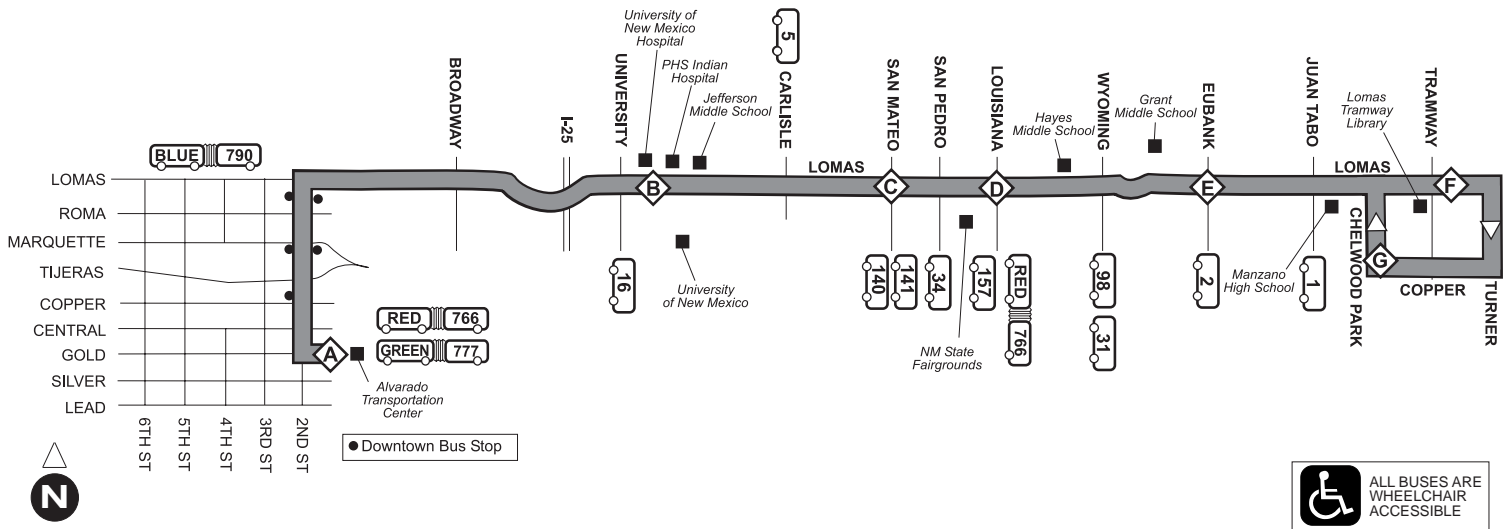 University of
New Mexico
Hospital
PHS Indian
Hospital
Jefferson
Middle School
5
BROADWAY
I-25
UNIVERSITY
CARLISLE
SAN MATEO
SAN PEDRO
LOUISIANA
Hayes
Middle School
WYOMING
Grant
Middle School
EUBANK
JUAN TABO
Lomas
Tramway
Library
TRAMWAY
BLUE 790
LOMAS
LOMAS
LOMAS
ROMA
MARQUETTE
TIJERAS
COPPER
CENTRAL
GOLD
SILVER
LEAD
B
C
D
E
F
G
A
RED 766
GREEN 777
Alvarado
Transportation
Center
16
University
of New Mexico
140
141
34
157
RED 766
NM State
Fairgrounds
98
31
2
Manzano
High School
1
CHELWOOD PARK
COPPER
TURNER
6TH ST
5TH ST
4TH ST
3RD ST
2ND ST
Downtown Bus Stop
N
ALL BUSES ARE
WHEELCHAIR
ACCESSIBLE